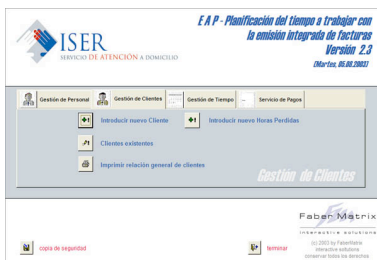 ISER
SERVICIO DE ATENCIÓN A DOMICILIO
E A P - Planificación del tiempo a trabajar con
la emisión integrada de facturas
Versión 2.3
(Martes, 05.08.2003)
Gestión de Personal
Gestión de Clientes
Gestión de Tiempo
Servicio de Pagos
Introducir nuevo Cliente
Introducir nuevo Horas Perdidas
Clientes existentes
Imprimir relación general de clientes
Gestión de Clientes
Faber Matrix
interactive solutions
copia de seguridad
terminar
(c) 2003 by FaberMatrix
interactive solutions
conservar todos los derechos